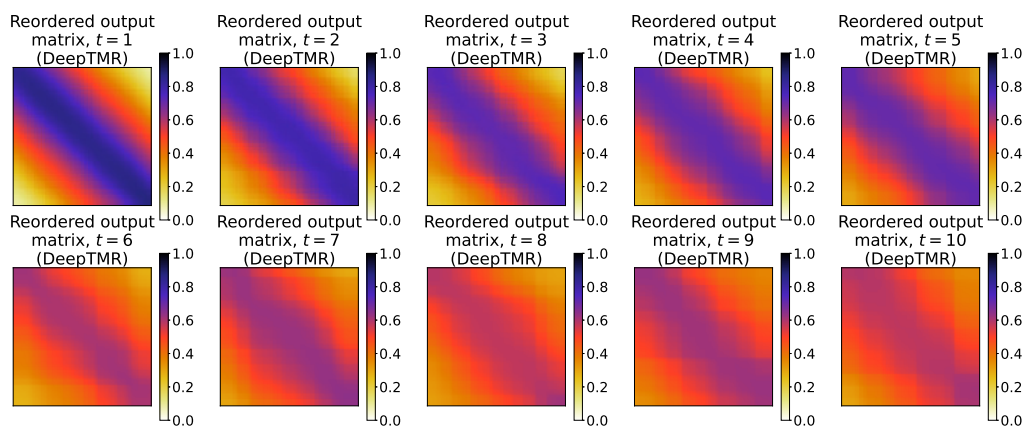 Reordered output
matrix, t = 1
(DeepTMR)
1.0
0.8
0.6
0.4
0.2
0.0
Reordered output
matrix, t = 2
(DeepTMR)
1.0
0.8
0.6
0.4
0.2
0.0
Reordered output
matrix, t = 3
(DeepTMR)
1.0
0.8
0.6
0.4
0.2
0.0
Reordered output
matrix, t = 4
(DeepTMR)
1.0
0.8
0.6
0.4
0.2
0.0
Reordered output
matrix, t = 5
(DeepTMR)
1.0
0.8
0.6
0.4
0.2
0.0
Reordered output
matrix, t = 6
(DeepTMR)
1.0
0.8
0.6
0.4
0.2
0.0
Reordered output
matrix, t = 7
(DeepTMR)
1.0
0.8
0.6
0.4
0.2
0.0
Reordered output
matrix, t = 8
(DeepTMR)
1.0
0.8
0.6
0.4
0.2
0.0
Reordered output
matrix, t = 9
(DeepTMR)
1.0
0.8
0.6
0.4
0.2
0.0
Reordered output
matrix, t = 10
(DeepTMR)
1.0
0.8
0.6
0.4
0.2
0.0